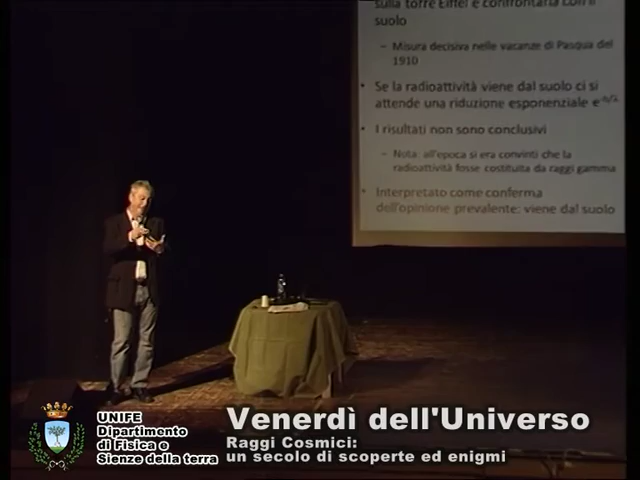 sulla torre Eiffel e confrontarla con il
suolo
– Misura decisiva nelle vacanze di Pasqua del
1910
• Se la radioattività viene dal suolo ci si
attende una riduzione esponenziale e^-h/λ
• I risultati non sono conclusivi
– Nota: all'epoca si era convinti che la
radioattività fosse costituita da raggi gamma
• Interpretato come conferma
dell'opinione prevalente: viene dal suolo
UNIFE
Dipartimento
di Fisica e
Sienze della terra
Venerdì dell'Universo
Raggi Cosmici:
un secolo di scoperte ed enigmi